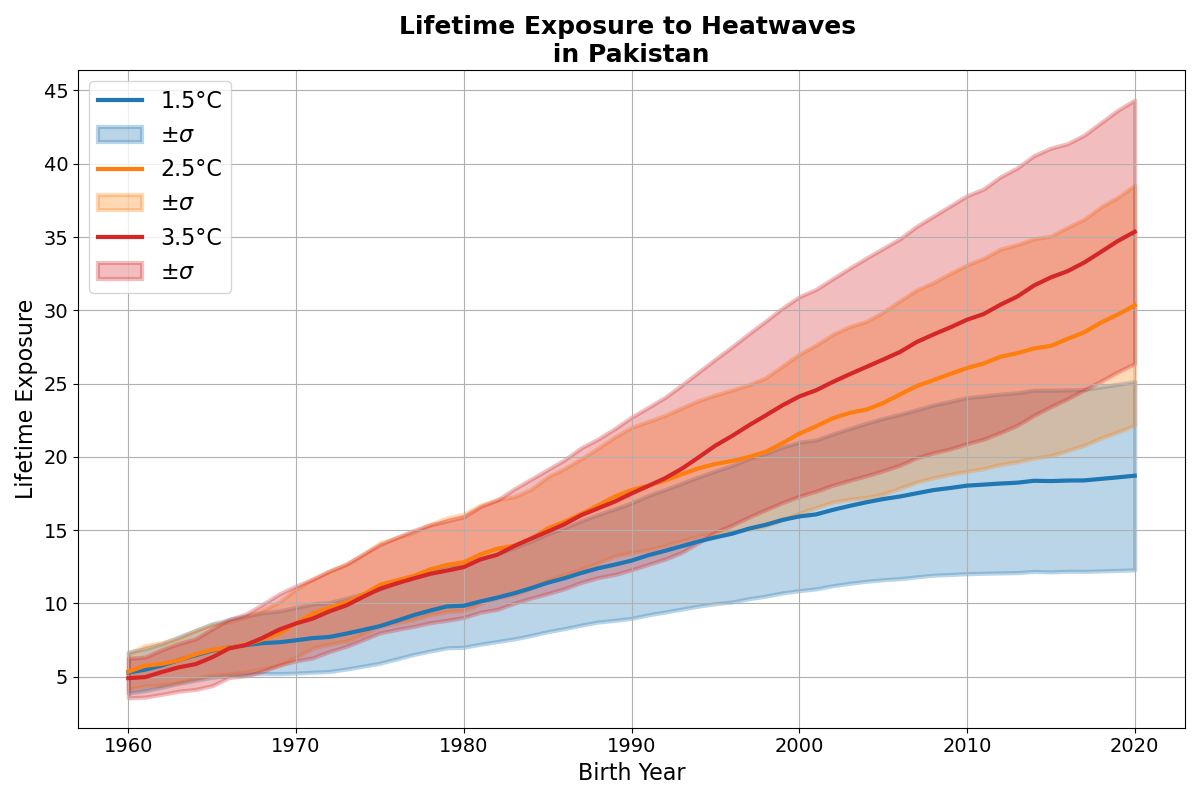 Lifetime Exposure to Heatwaves
in Pakistan
1.5°C
±σ
2.5°C
±σ
3.5°C
±σ
45
40
35
30
25
20
15
10
5
Lifetime Exposure
1960 1970 1980 1990 2000 2010 2020
Birth Year